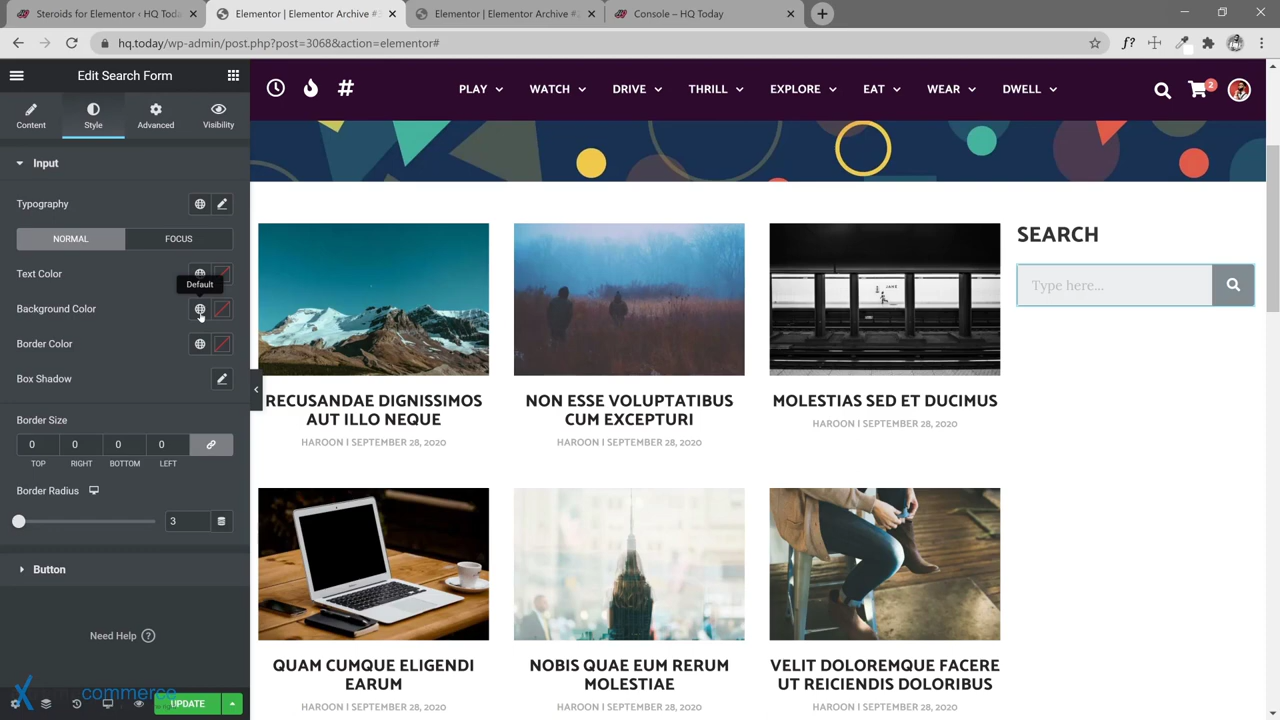 Steroids for Elementor ‹ HQ Toda
Elementor | Elementor Archive #
Elementor | Elementor Archive #
Console – HQ Today
hq.today/wp-admin/post.php?post=3068&action=elementor#
f?
Edit Search Form
PLAY WATCH DRIVE THRILL EXPLORE EAT WEAR DWELL
2
Content Style Advanced Visibility
Input
Typography
NORMAL FOCUS
Text Color
Default
Background Color
Border Color
Box Shadow
Border Size
0 0 0 0
TOP RIGHT BOTTOM LEFT
Border Radius
3
Button
Need Help ?
commerce
UPDATE
SEARCH
Type here...
RECUSANDAE DIGNISSIMOS
AUT ILLO NEQUE
HAROON | SEPTEMBER 28, 2020
NON ESSE VOLUPTATIBUS
CUM EXCEPTURI
HAROON | SEPTEMBER 28, 2020
MOLESTIAS SED ET DUCIMUS
HAROON | SEPTEMBER 28, 2020
QUAM CUMQUE ELIGENDI
EARUM
HAROON | SEPTEMBER 28, 2020
NOBIS QUAE EUM RERUM
MOLESTIAE
HAROON | SEPTEMBER 28, 2020
VELIT DOLOREMQUE FACERE
UT REICIENDIS DOLORIBUS
HAROON | SEPTEMBER 28, 2020